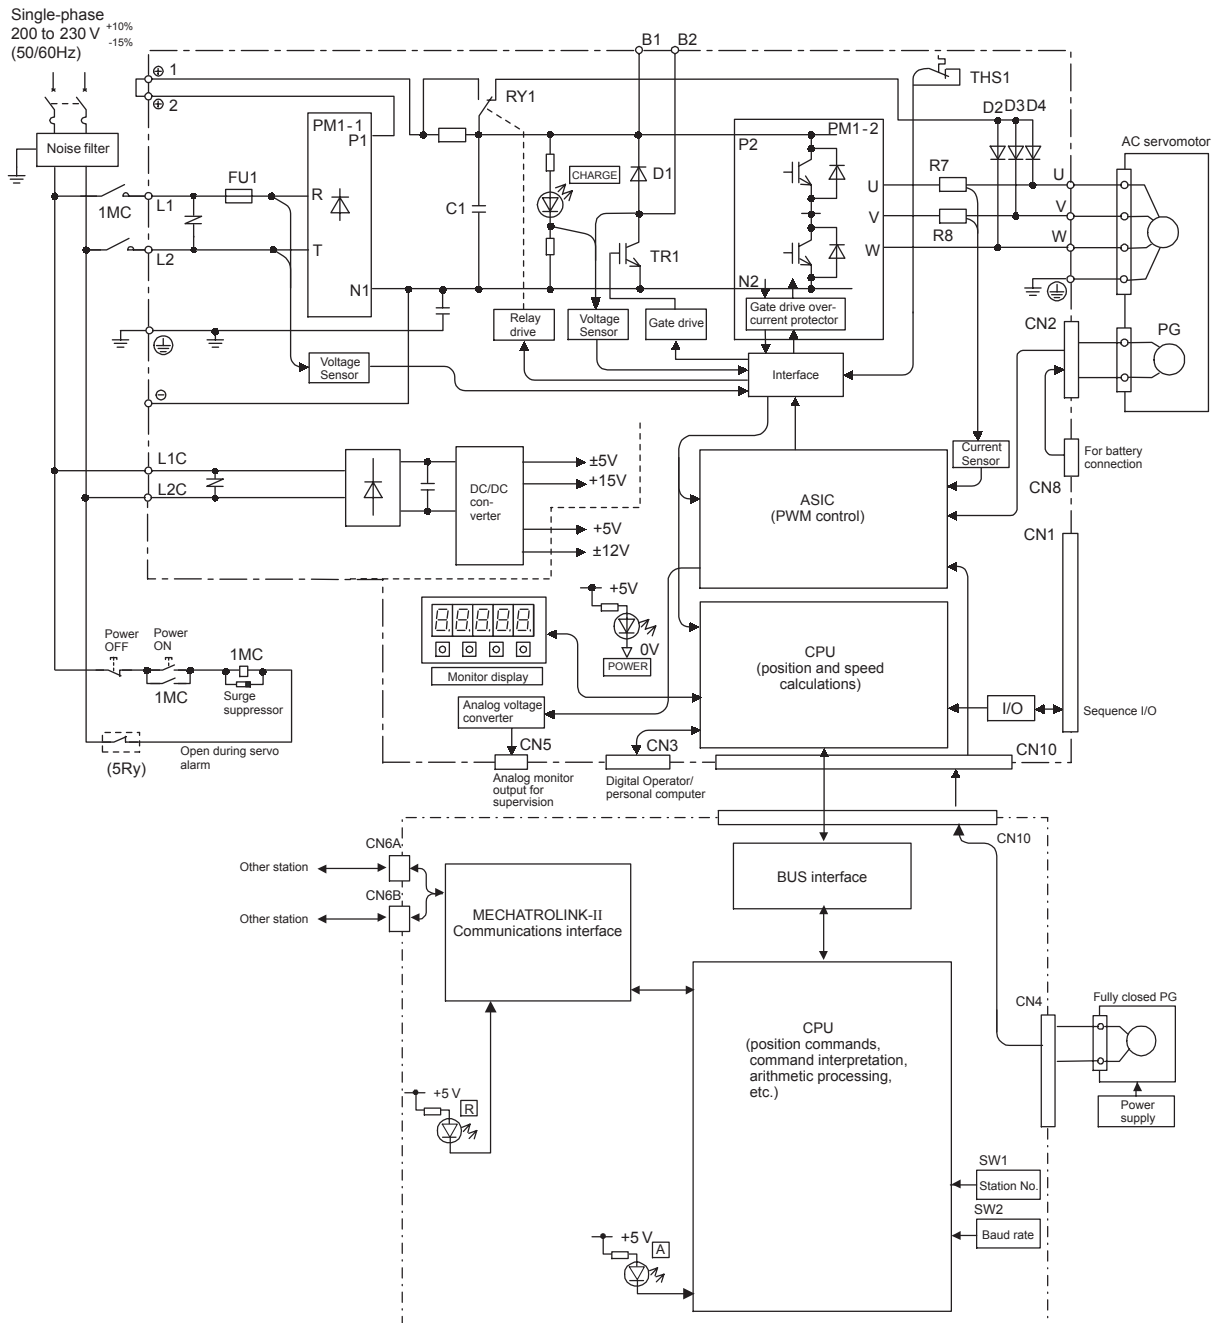 Single-phase
200 to 230 V +10%
-15%
(50/60Hz)
⊕ 1
⊕ 2
B1 B2
THS1
RY1
D2 D3 D4
Noise filter
PM1-1
P1
PM1-2
P2
AC servomotor
FU1
R
CHARGE
D1
R7
U
U
1MC
L1
C1
V
V
R8
W
W
L2
T
TR1
N1
N2
Relay
drive
Voltage
Sensor
Gate drive
Gate drive over-
current protector
CN2
PG
Voltage
Sensor
Interface
⊖
L1C
L2C
DC/DC
con-
verter
±5V
+15V
+5V
±12V
Current
Sensor
For battery
connection
CN8
ASIC
(PWM control)
CN1
+5V
0V
POWER
8.8.8.8.8.
Monitor display
CPU
(position and speed
calculations)
Power
OFF
Power
ON
1MC
1MC
Surge
suppressor
Analog voltage
converter
I/O
Sequence I/O
Open during servo
alarm
(5Ry)
CN5
CN3
CN10
Analog monitor
output for
supervision
Digital Operator/
personal computer
CN10
CN6A
Other station
CN6B
Other station
MECHATROLINK-II
Communications interface
BUS interface
CN4
Fully closed PG
Power
supply
CPU
(position commands,
command interpretation,
arithmetic processing,
etc.)
+5 V
R
SW1
Station No.
SW2
Baud rate
+5 V
A